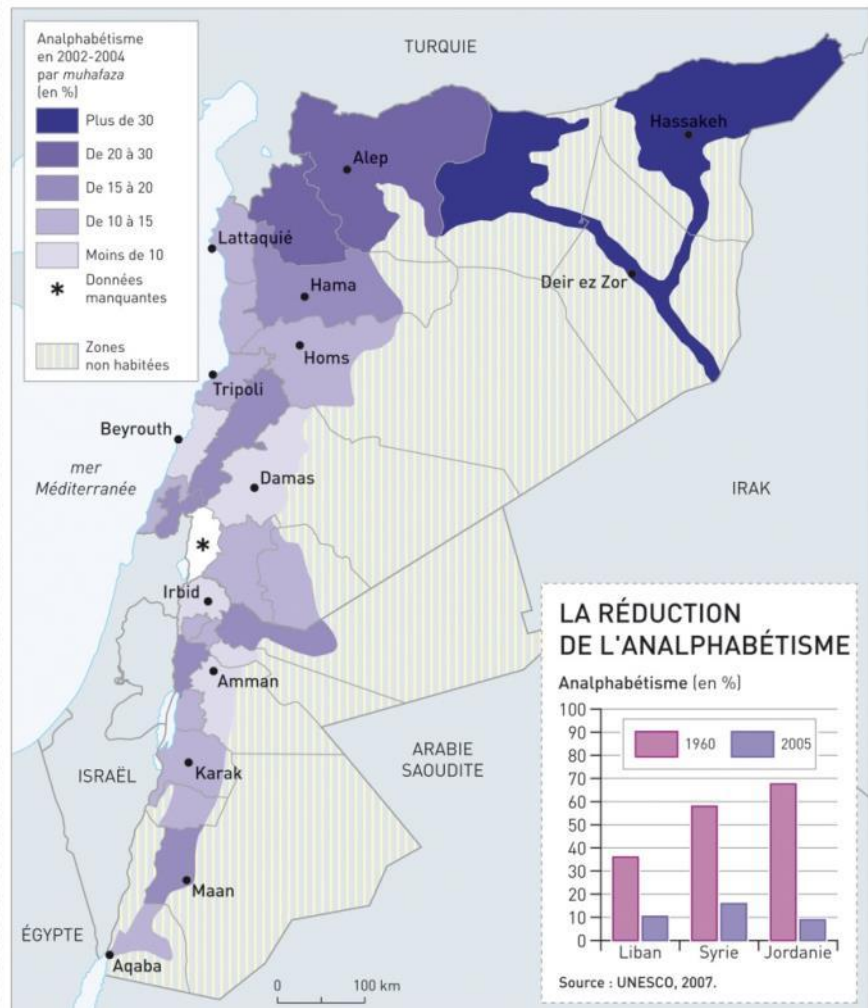 Analphabétisme
en 2002-2004
par muhafaza
(en %)
Plus de 30
De 20 à 30
De 15 à 20
De 10 à 15
Moins de 10
* Données
manquantes
Zones
non habitées
TURQUIE
Hassakeh
Alep
Lattaquié
Hama
Deir ez Zor
Homs
Tripoli
Beyrouth
mer
Méditerranée
Damas
IRAK
*
Irbid
Amman
ISRAËL
Karak
ARABIE
SAOUDITE
Maan
ÉGYPTE
Aqaba
0 100 km
LA RÉDUCTION
DE L'ANALPHABÉTISME
Analphabétisme (en %)
100
90
80
70
60
50
40
30
20
10
0
1960 2005
Liban Syrie Jordanie
Source : UNESCO, 2007.